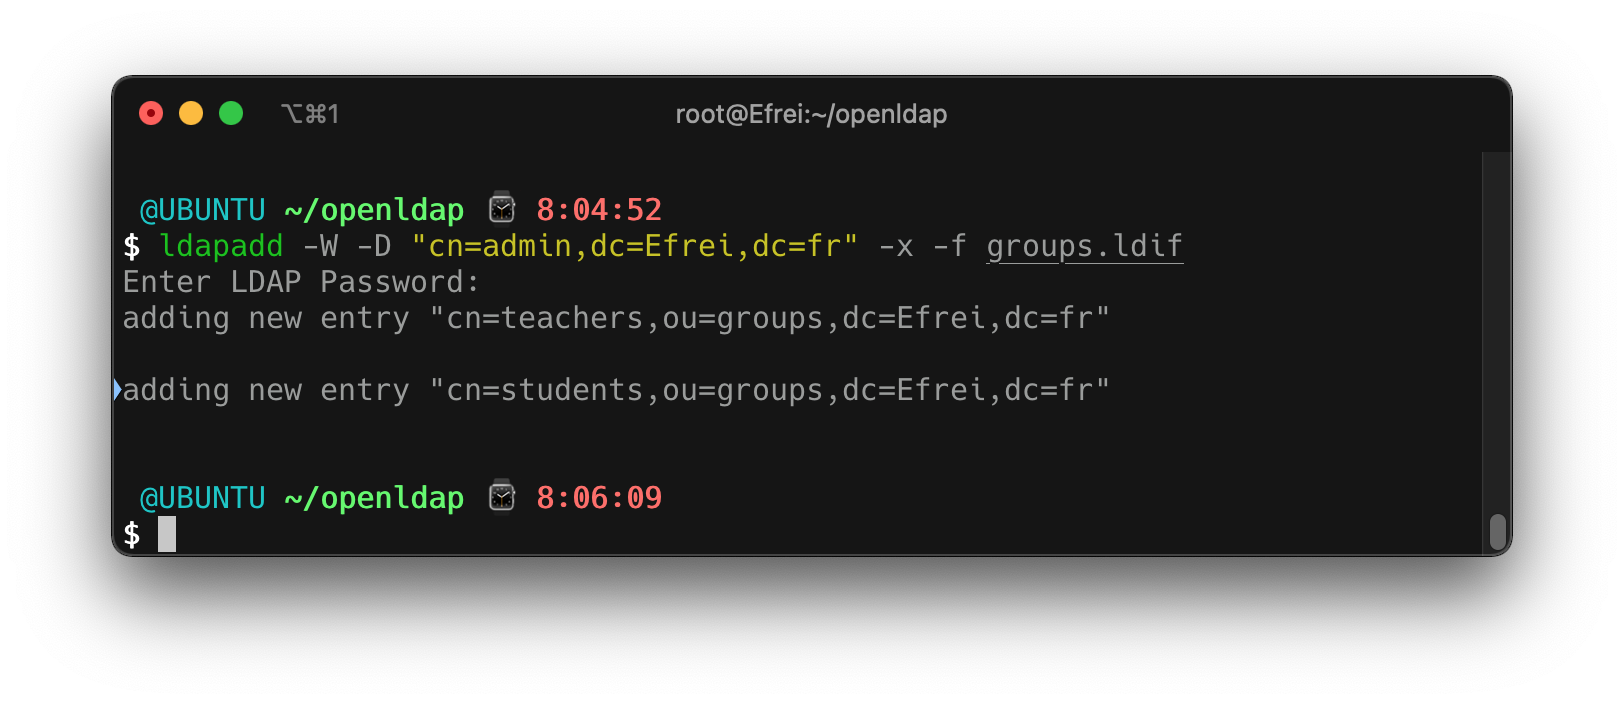 ⌥⌘1 root@Efrei:~/openldap
@UBUNTU ~/openldap ⌚ 8:04:52
$ ldapadd -W -D "cn=admin,dc=Efrei,dc=fr" -x -f groups.ldif
Enter LDAP Password:
adding new entry "cn=teachers,ou=groups,dc=Efrei,dc=fr"
adding new entry "cn=students,ou=groups,dc=Efrei,dc=fr"
@UBUNTU ~/openldap ⌚ 8:06:09
$